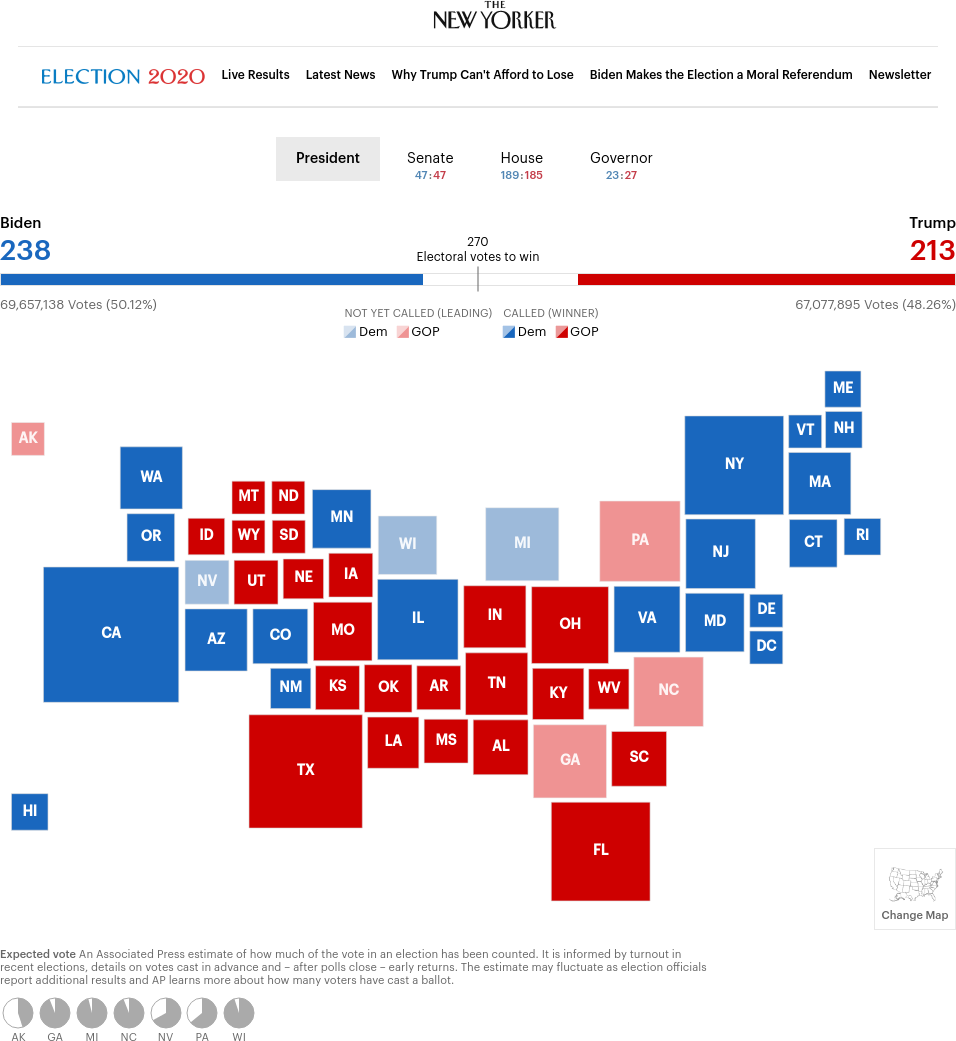 THE
NEW YORKER
ELECTION 2020 Live Results Latest News Why Trump Can't Afford to Lose Biden Makes the Election a Moral Referendum Newsletter
President Senate House Governor
47:47 189:185 23:27
Biden Trump
238 213
270
Electoral votes to win
69,657,138 Votes (50.12%) 67,077,895 Votes (48.26%)
NOT YET CALLED (LEADING) CALLED (WINNER)
Dem GOP Dem GOP
ME
AK VT NH
WA NY MA
MT ND MN
OR ID WY SD WI MI PA NJ CT RI
NV UT NE IA
CA AZ CO MO IL IN OH VA MD DE
DC
NM KS OK AR TN KY WV NC
TX LA MS AL GA SC
HI
FL
Change Map
Expected vote An Associated Press estimate of how much of the vote in an election has been counted. It is informed by turnout in
recent elections, details on votes cast in advance and – after polls close – early returns. The estimate may fluctuate as election officials
report additional results and AP learns more about how many voters have cast a ballot.
AK GA MI NC NV PA WI